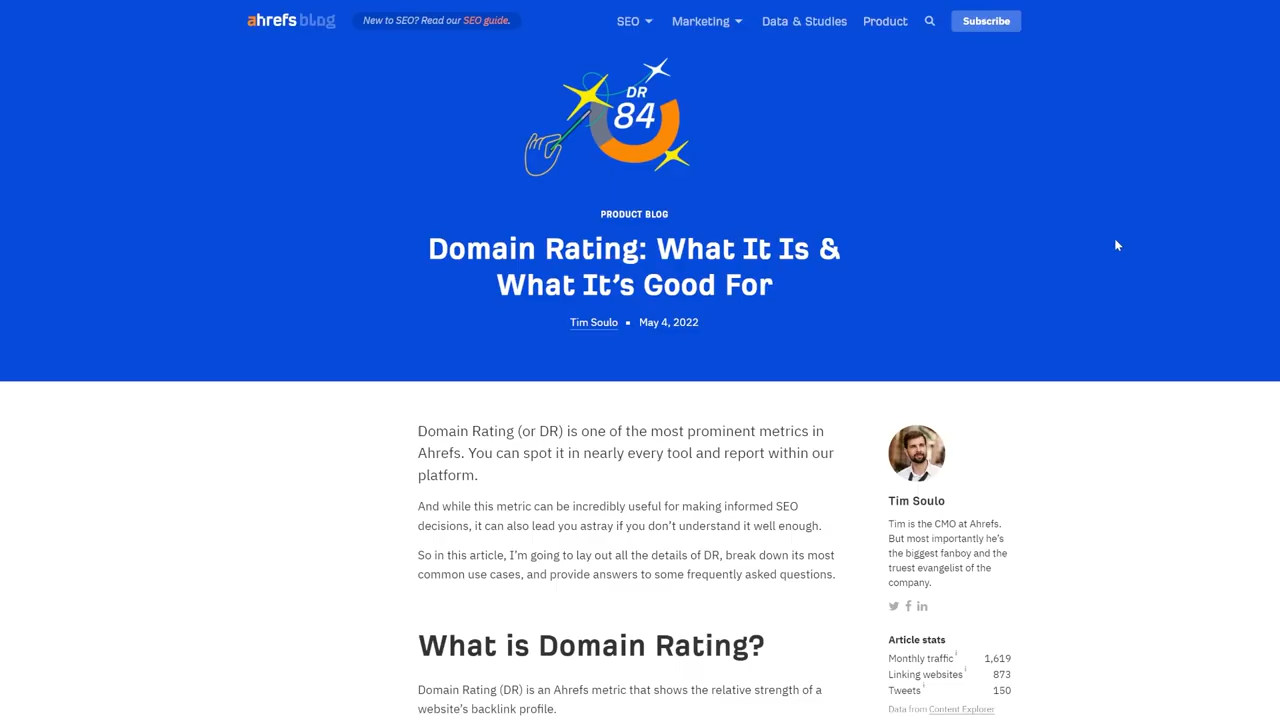 ahrefs blog
New to SEO? Read our SEO guide.
SEO
Marketing
Data & Studies
Product
Subscribe
DR
84
PRODUCT BLOG
Domain Rating: What It Is &
What It's Good For
Tim Soulo ▪ May 4, 2022
Domain Rating (or DR) is one of the most prominent metrics in
Ahrefs. You can spot it in nearly every tool and report within our
platform.
And while this metric can be incredibly useful for making informed SEO
decisions, it can also lead you astray if you don't understand it well enough.
So in this article, I'm going to lay out all the details of DR, break down its most
common use cases, and provide answers to some frequently asked questions.
What is Domain Rating?
Domain Rating (DR) is an Ahrefs metric that shows the relative strength of a
website's backlink profile.
Tim Soulo
Tim is the CMO at Ahrefs.
But most importantly he's
the biggest fanboy and the
truest evangelist of the
company.
Article stats
Monthly traffic i 1,619
Linking websites i 873
Tweets i 150
Data from Content Explorer